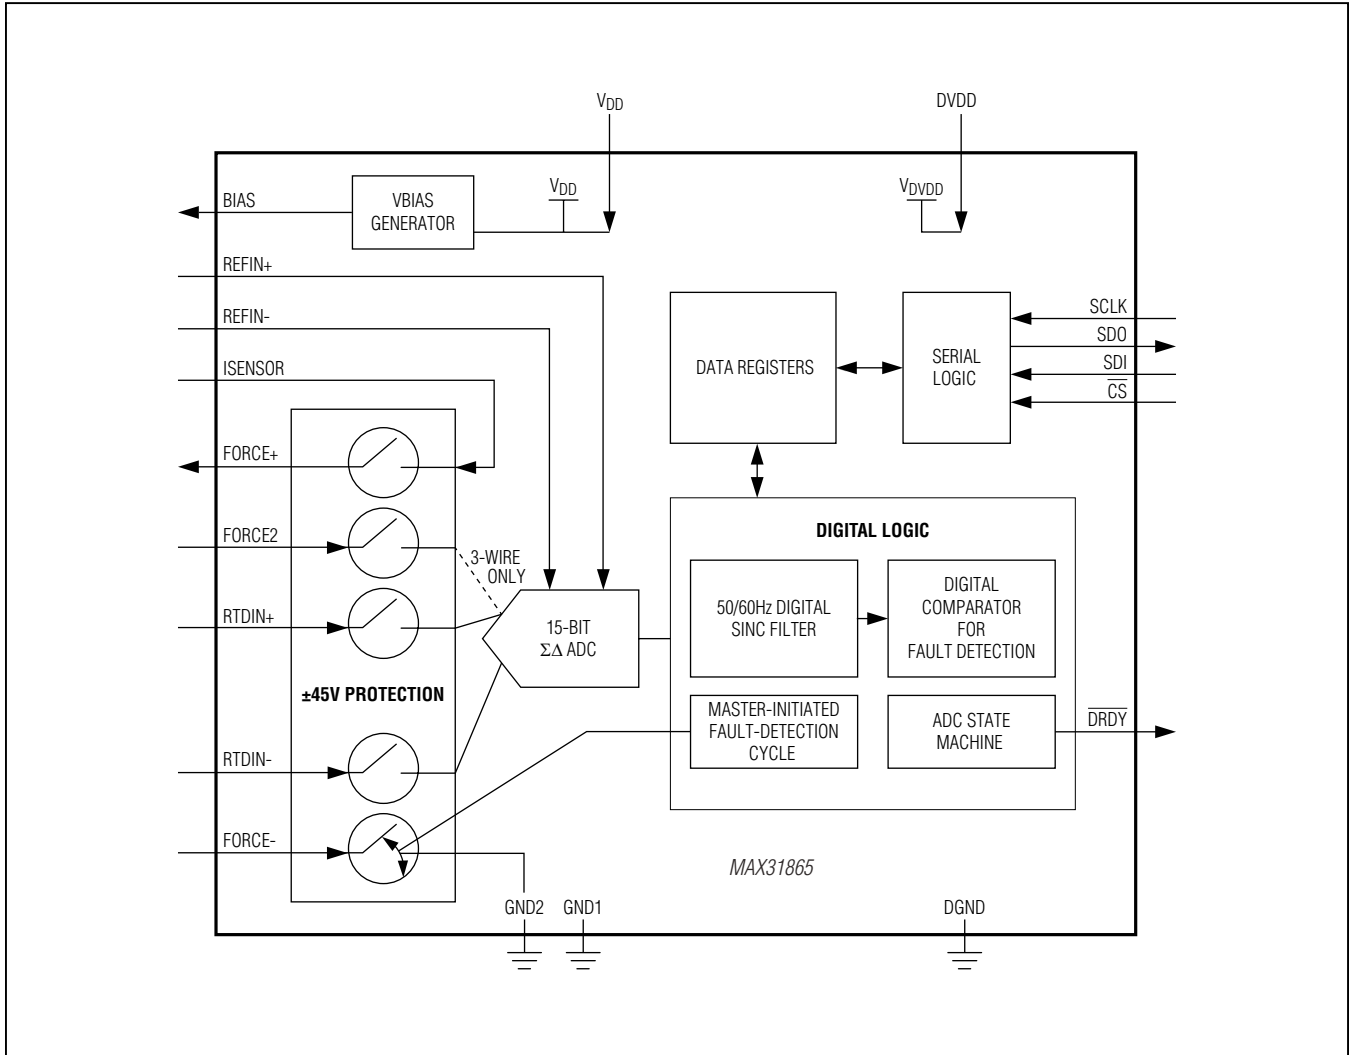 VDD
DVDD
BIAS
VBIAS
GENERATOR
VDD
VDVDD
REFIN+
REFIN-
ISENSOR
DATA REGISTERS
SERIAL
LOGIC
SCLK
SDO
SDI
CS
FORCE+
FORCE2
3-WIRE
ONLY
RTDIN+
15-BIT
ΣΔ ADC
±45V PROTECTION
RTDIN-
FORCE-
DIGITAL LOGIC
50/60Hz DIGITAL
SINC FILTER
DIGITAL
COMPARATOR
FOR
FAULT DETECTION
MASTER-INITIATED
FAULT-DETECTION
CYCLE
ADC STATE
MACHINE
DRDY
MAX31865
GND2
GND1
DGND